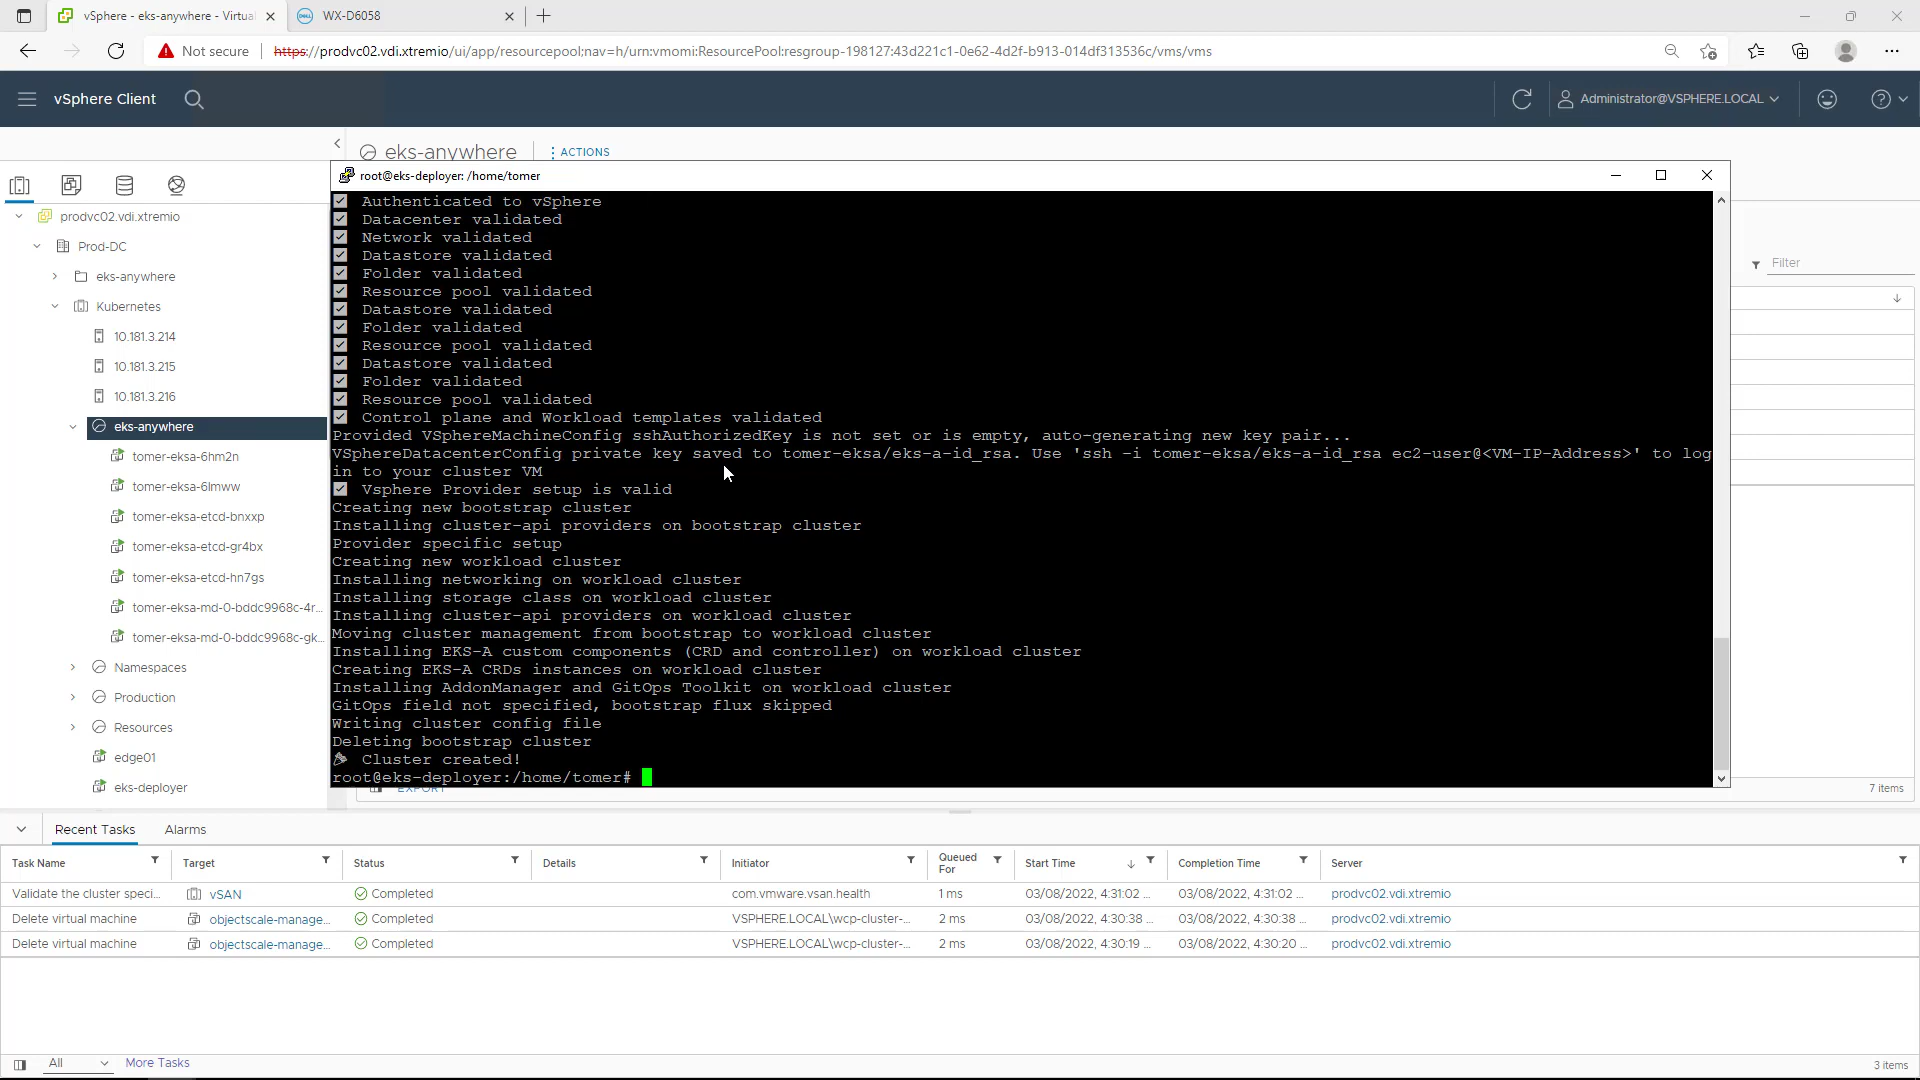 vSphere - eks-anywhere - Virtua
WX-D6058
Not secure
https://prodvc02.vdi.xtremio/ui/app/resourcepool;nav=h/urn:vmomi:ResourcePool:resgroup-198127:43d221c1-0e62-4d2f-b913-014df313536c/vms/vms
vSphere Client
Administrator@VSPHERE.LOCAL
eks-anywhere
ACTIONS
root@eks-deployer: /home/tomer
prodvc02.vdi.xtremio
Prod-DC
eks-anywhere
Kubernetes
10.181.3.214
10.181.3.215
10.181.3.216
eks-anywhere
tomer-eksa-6hm2n
tomer-eksa-6lmww
tomer-eksa-etcd-bnxxp
tomer-eksa-etcd-gr4bx
tomer-eksa-etcd-hn7gs
tomer-eksa-md-0-bddc9968c-4r...
tomer-eksa-md-0-bddc9968c-gk...
Namespaces
Production
Resources
edge01
eks-deployer
Authenticated to vSphere
Datacenter validated
Network validated
Datastore validated
Folder validated
Resource pool validated
Datastore validated
Folder validated
Resource pool validated
Datastore validated
Folder validated
Resource pool validated
Control plane and Workload templates validated
Provided VSphereMachineConfig sshAuthorizedKey is not set or is empty, auto-generating new key pair...
VSphereDatacenterConfig private key saved to tomer-eksa/eks-a-id_rsa. Use 'ssh -i tomer-eksa/eks-a-id_rsa ec2-user@<VM-IP-Address>' to log
in to your cluster VM
Vsphere Provider setup is valid
Creating new bootstrap cluster
Installing cluster-api providers on bootstrap cluster
Provider specific setup
Creating new workload cluster
Installing networking on workload cluster
Installing storage class on workload cluster
Installing cluster-api providers on workload cluster
Moving cluster management from bootstrap to workload cluster
Installing EKS-A custom components (CRD and controller) on workload cluster
Creating EKS-A CRDs instances on workload cluster
Installing AddonManager and GitOps Toolkit on workload cluster
GitOps field not specified, bootstrap flux skipped
Writing cluster config file
Deleting bootstrap cluster
Cluster created!
root@eks-deployer:/home/tomer#
Filter
EXPORT
7 items
Recent Tasks
Alarms
Task Name
Target
Status
Details
Initiator
Queued For
Start Time
Completion Time
Server
Validate the cluster speci... vSAN Completed com.vmware.vsan.health 1 ms 03/08/2022, 4:31:02 ... 03/08/2022, 4:31:02 ... prodvc02.vdi.xtremio
Delete virtual machine objectscale-manage... Completed VSPHERE.LOCAL\wcp-cluster-... 2 ms 03/08/2022, 4:30:38 ... 03/08/2022, 4:30:38 ... prodvc02.vdi.xtremio
Delete virtual machine objectscale-manage... Completed VSPHERE.LOCAL\wcp-cluster-... 2 ms 03/08/2022, 4:30:19 ... 03/08/2022, 4:30:20 ... prodvc02.vdi.xtremio
All
More Tasks
3 items